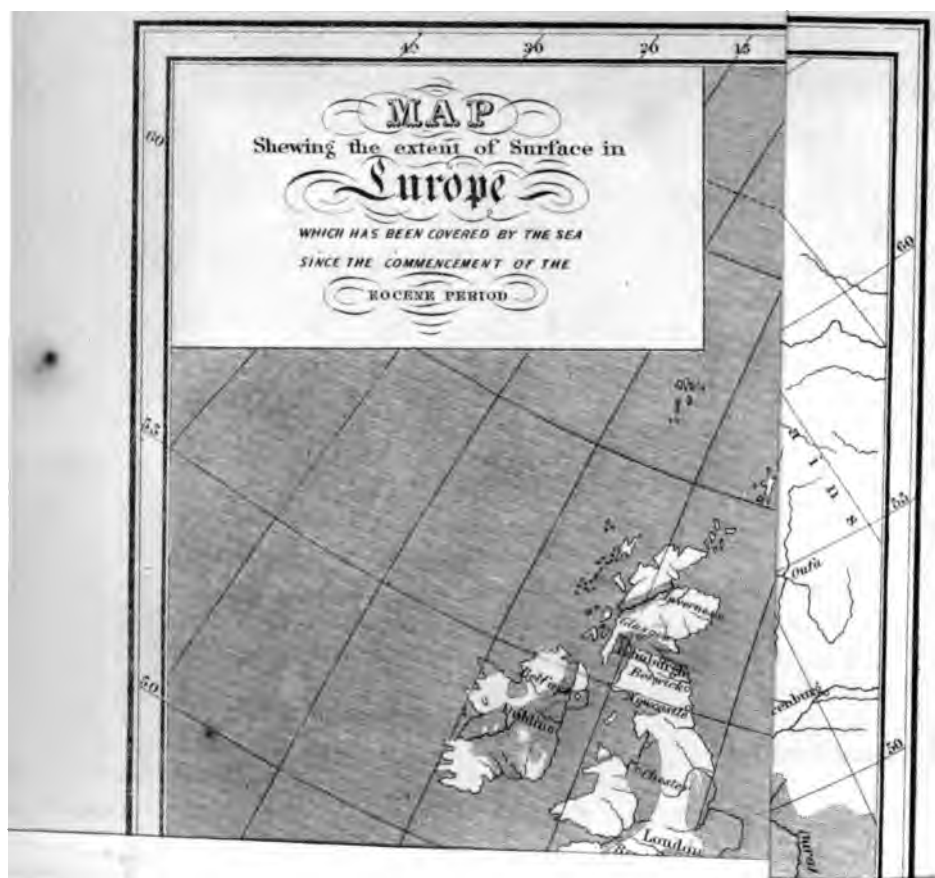 45 30 20 15
MAP
Shewing the extent of Surface in
Europe
WHICH HAS BEEN COVERED BY THE SEA
SINCE THE COMMENCEMENT OF THE
EOCENE PERIOD
60
60
55
55
50
50
Oufa
Inverness
Glasgow
Edinburgh
Berwick
Newcastle
Belfast
Dublin
London